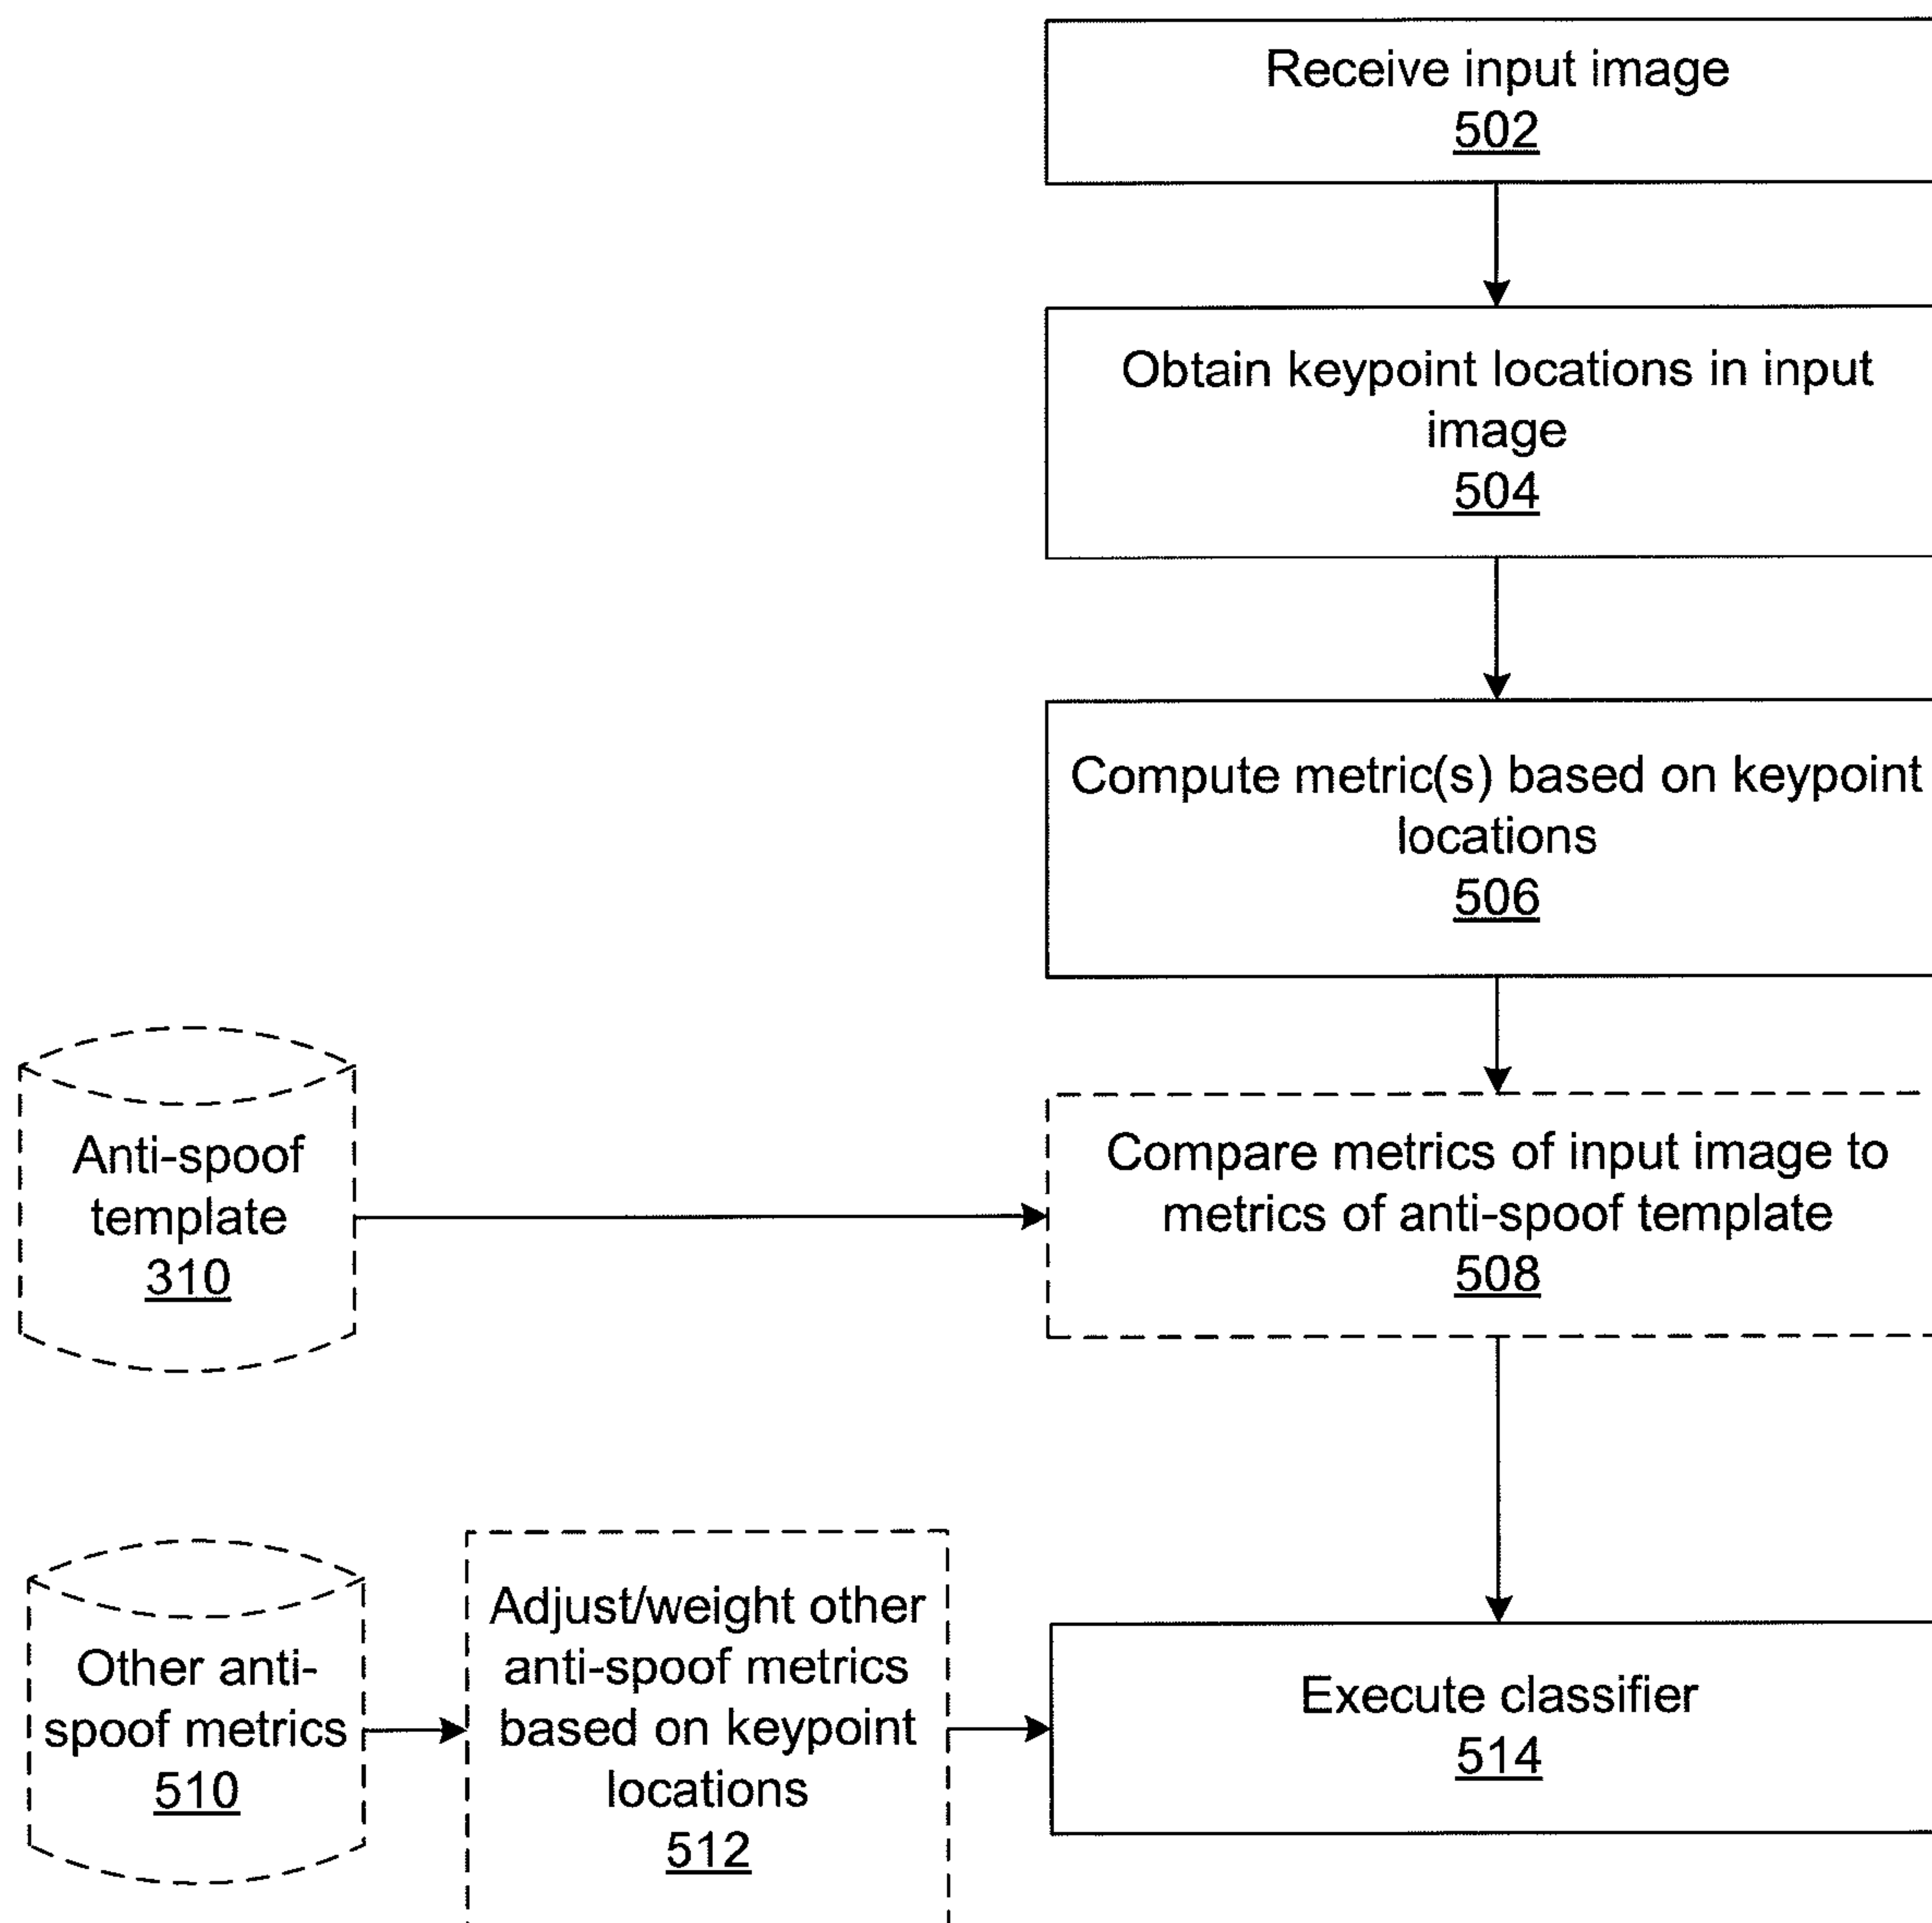 Receive input image
502
Obtain keypoint locations in input
image
504
Compute metric(s) based on keypoint
locations
506
Anti-spoof
template
310
Compare metrics of input image to
metrics of anti-spoof template
508
Other anti-
spoof metrics
510
Adjust/weight other
anti-spoof metrics
based on keypoint
locations
512
Execute classifier
514